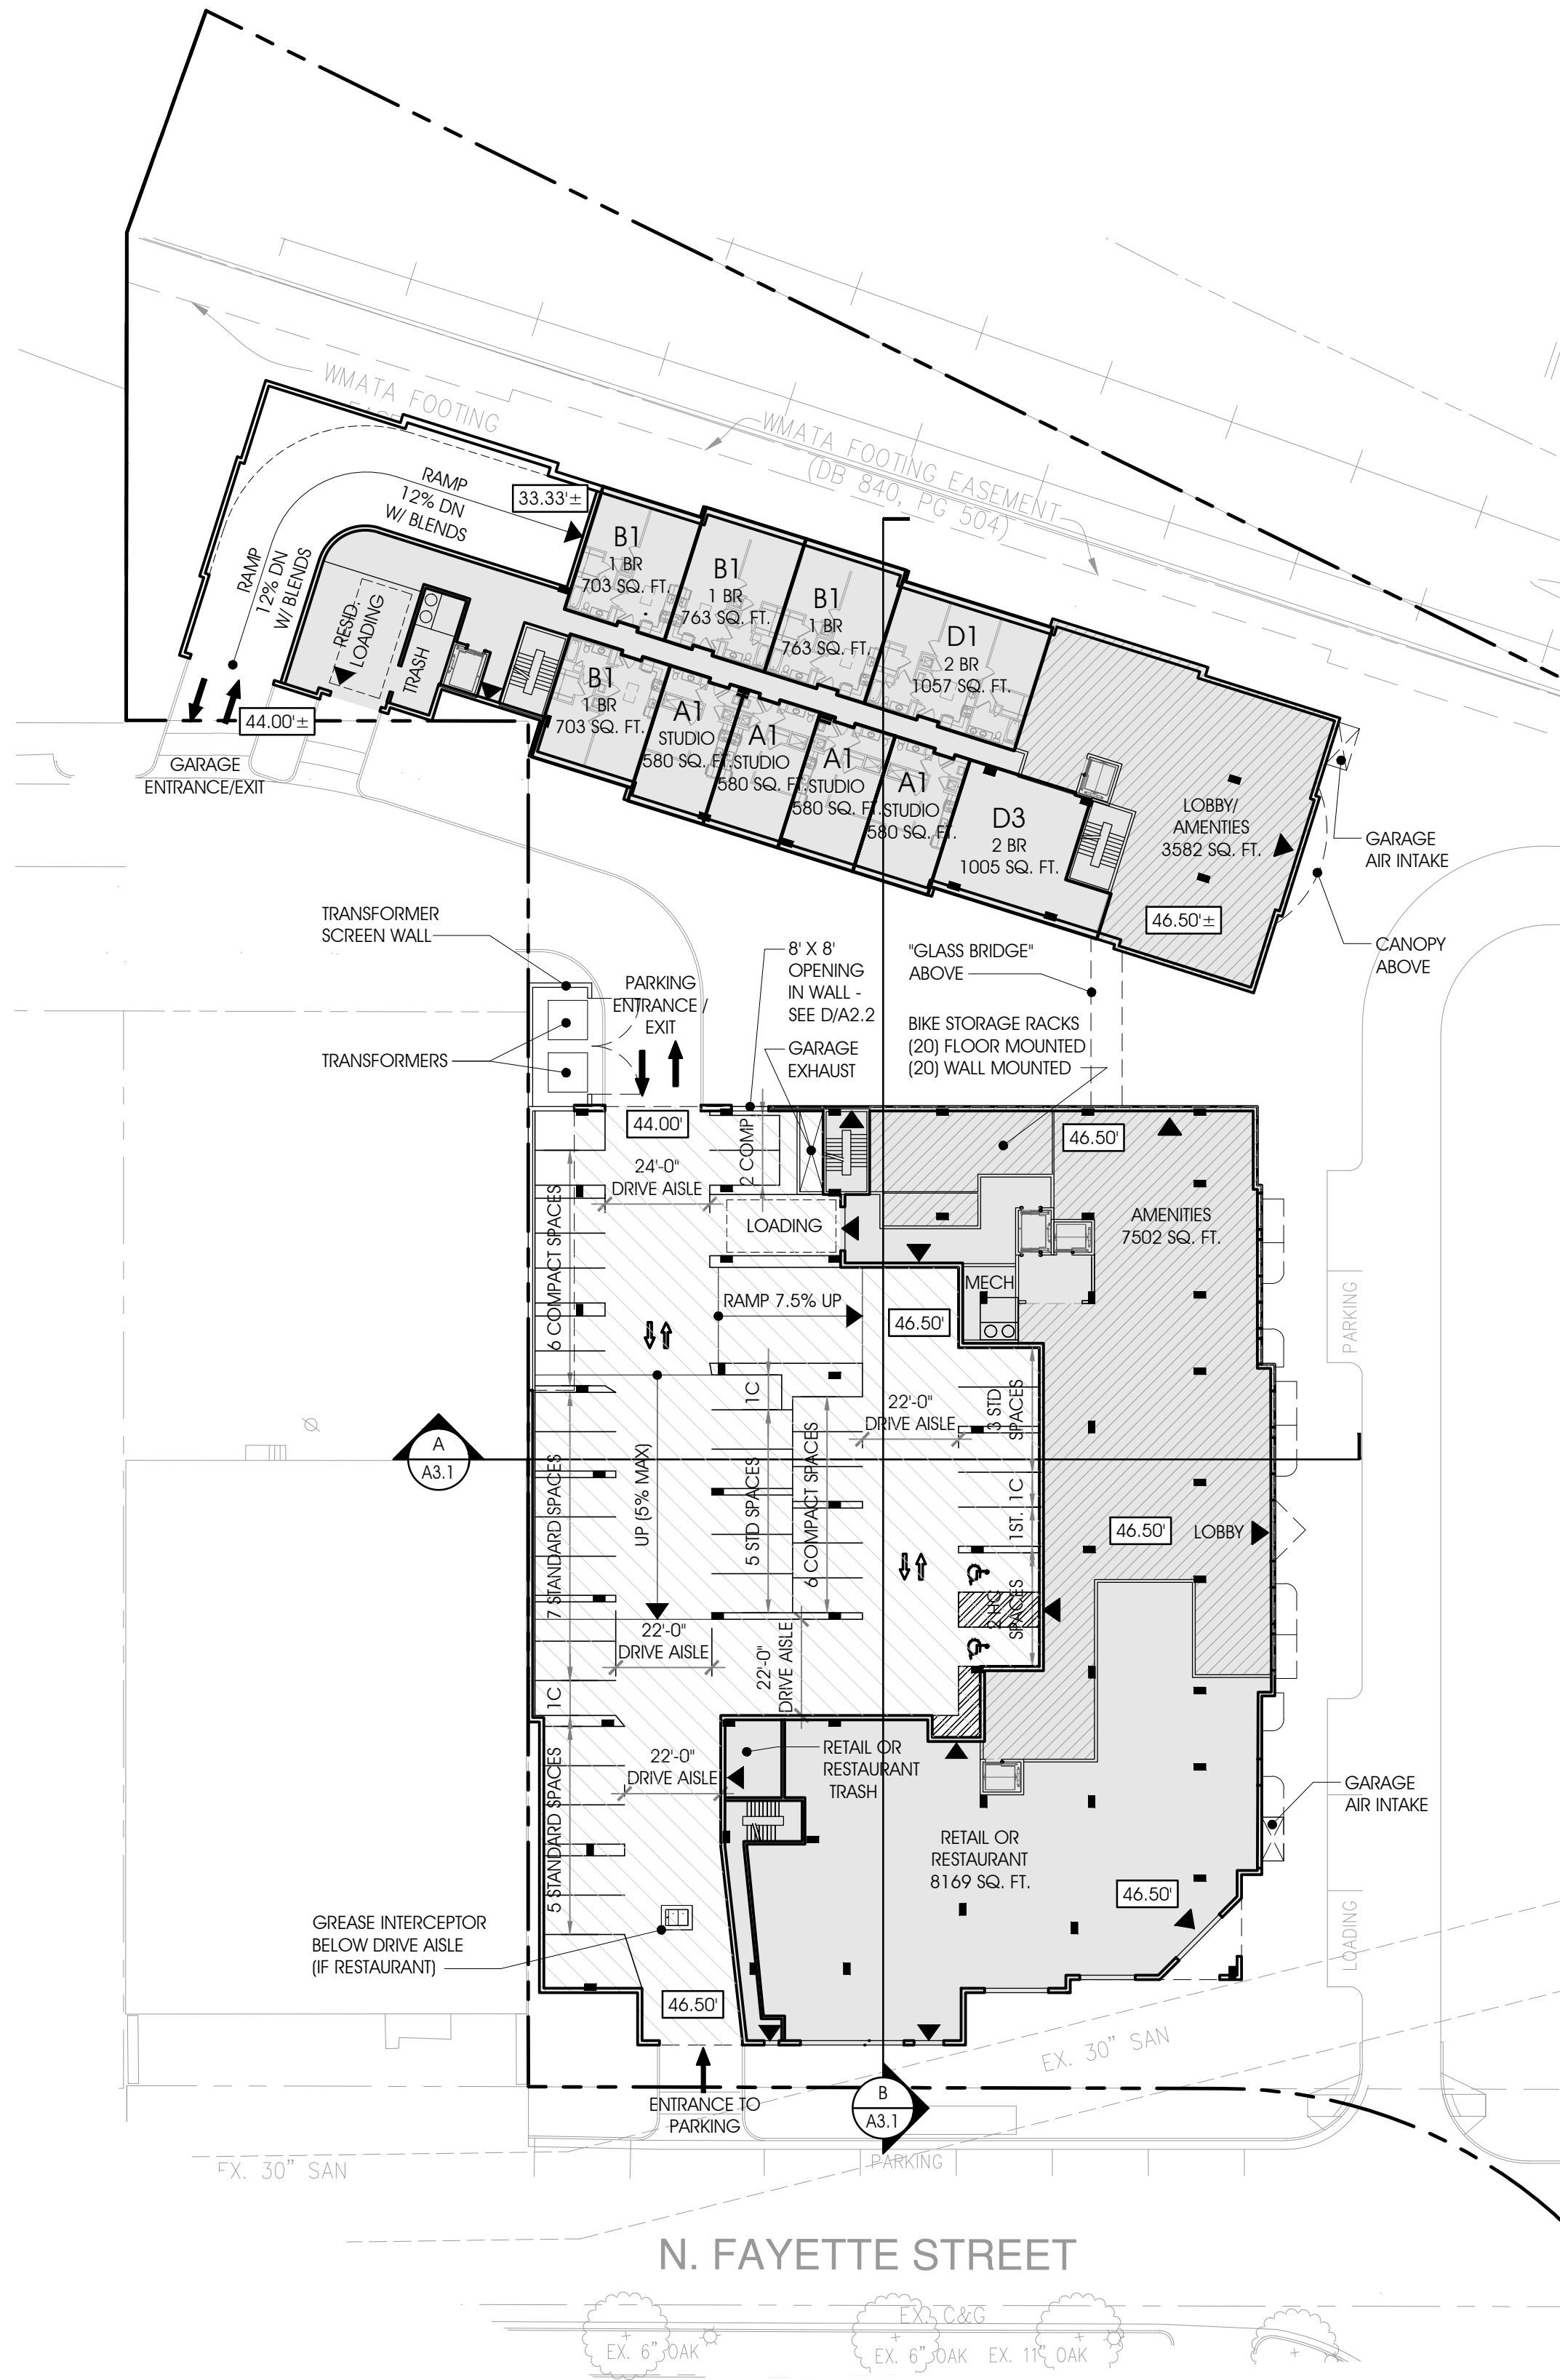 WMATA FOOTING
WMATA FOOTING EASEMENT
(DB 840, PG 504)
RAMP
12% DN
W/ BLENDS
33.33'±
RAMP
12% DN
W/ BLENDS
RESID.
LOADING
TRASH
44.00'±
GARAGE
ENTRANCE/EXIT
B1
1 BR
703 SQ. FT.
B1
1 BR
763 SQ. FT.
B1
1 BR
763 SQ. FT.
D1
2 BR
1057 SQ. FT.
B1
1 BR
703 SQ. FT.
A1
STUDIO
580 SQ. FT.
A1
STUDIO
580 SQ. FT.
A1
STUDIO
580 SQ. FT.
A1
STUDIO
580 SQ. FT.
D3
2 BR
1005 SQ. FT.
LOBBY/
AMENTIES
3582 SQ. FT.
46.50'±
GARAGE
AIR INTAKE
CANOPY
ABOVE
TRANSFORMER
SCREEN WALL
TRANSFORMERS
PARKING
ENTRANCE /
EXIT
8' X 8'
OPENING
IN WALL -
SEE D/A2.2
GARAGE
EXHAUST
"GLASS BRIDGE"
ABOVE
BIKE STORAGE RACKS
(20) FLOOR MOUNTED
(20) WALL MOUNTED
44.00'
2 COMP
46.50'
24'-0"
DRIVE AISLE
6 COMPACT SPACES
LOADING
AMENITIES
7502 SQ. FT.
MECH
RAMP 7.5% UP
46.50'
PARKING
1C
22'-0"
DRIVE AISLE
3 STD
SPACES
A
A3.1
7 STANDARD SPACES
UP (5% MAX)
5 STD SPACES
6 COMPACT SPACES
1C
1ST.
46.50'
LOBBY
2 HC
SPACES
22'-0"
DRIVE AISLE
22'-0"
DRIVE AISLE
1C
22'-0"
DRIVE AISLE
RETAIL OR
RESTAURANT
TRASH
5 STANDARD SPACES
GARAGE
AIR INTAKE
RETAIL OR
RESTAURANT
8169 SQ. FT.
46.50'
GREASE INTERCEPTOR
BELOW DRIVE AISLE
(IF RESTAURANT)
LOADING
46.50'
EX. 30" SAN
ENTRANCE TO
PARKING
B
A3.1
PARKING
EX. 30" SAN
N. FAYETTE STREET
EX. C&G
EX. 6" OAK
EX. 6" OAK
EX. 11" OAK